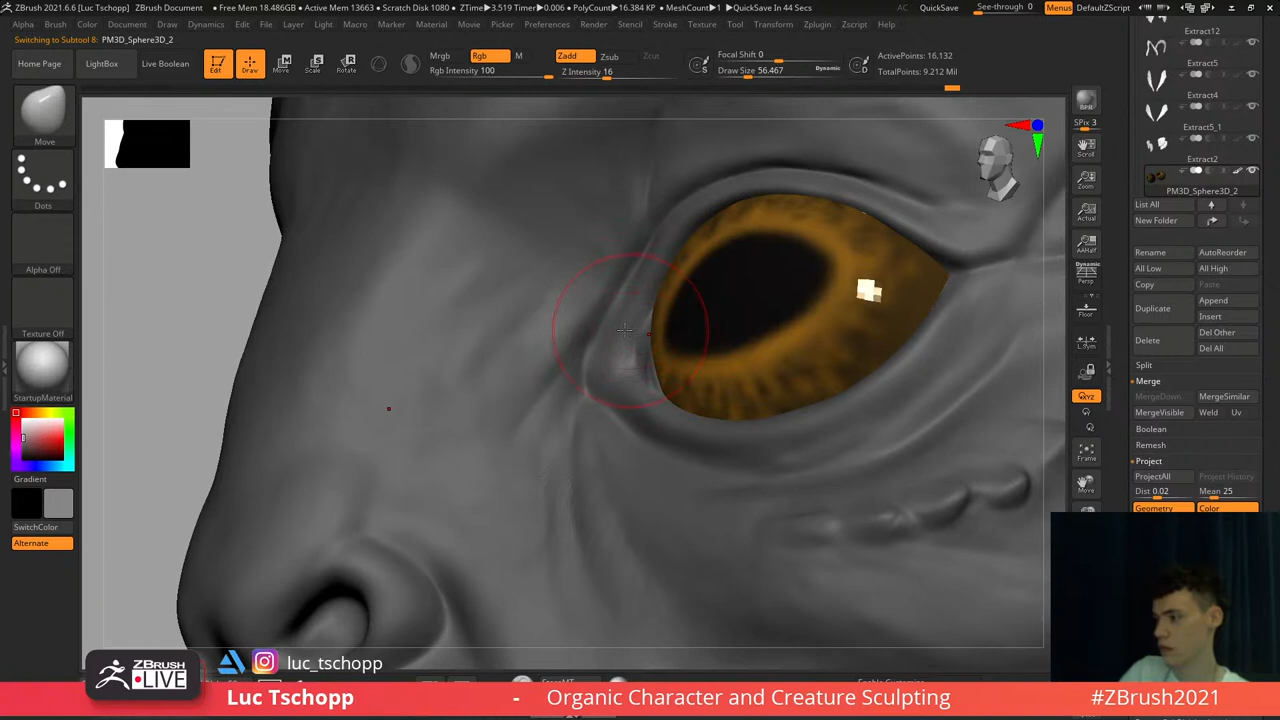 ZBrush 2021.6.6 [Luc Tschopp] ZBrush Document ● Free Mem 18.486GB ● Active Mem 13663 ● Scratch Disk 1080 ● ZTime▶3.519 Timer▶0.006 ● PolyCount▶16.384 KP ● MeshCount▶1 ● QuickSave In 44 Secs AC QuickSave See-through 0 Menus DefaultZScript
Alpha Brush Color Document Draw Dynamics Edit File Layer Light Macro Marker Material Movie Picker Preferences Render Stencil Stroke Texture Tool Transform Zplugin Zscript Help
Switching to Subtool 8: PM3D_Sphere3D_2
Home Page LightBox Live Boolean Edit Draw Move Scale Rotate
Mrgb Rgb M Zadd Zsub Zcut
Rgb Intensity 100 Z Intensity 16
Focal Shift 0
Draw Size 56.467 Dynamic
ActivePoints: 16,132
TotalPoints: 9.212 Mil
Move
Dots
Alpha Off
Texture Off
StartupMaterial
Gradient
SwitchColor
Alternate
BPR
SPix 3
Scroll
Zoom
Actual
AAHalf
Dynamic
Persp
Floor
L.Sym
XYZ
Frame
Move
Extract12
Extract5
Extract4
Extract5_1
Extract2
PM3D_Sphere3D_2
List All
New Folder
Rename AutoReorder
All Low All High
Copy Paste
Duplicate Append
Insert
Delete Del Other
Del All
Split
Merge
MergeDown MergeSimilar
MergeVisible Weld Uv
Boolean
Remesh
Project
ProjectAll Project History
Dist 0.02 Mean 25
Geometry Color
ZBRUSH
LIVE
luc_tschopp
Luc Tschopp - Organic Character and Creature Sculpting #ZBrush2021